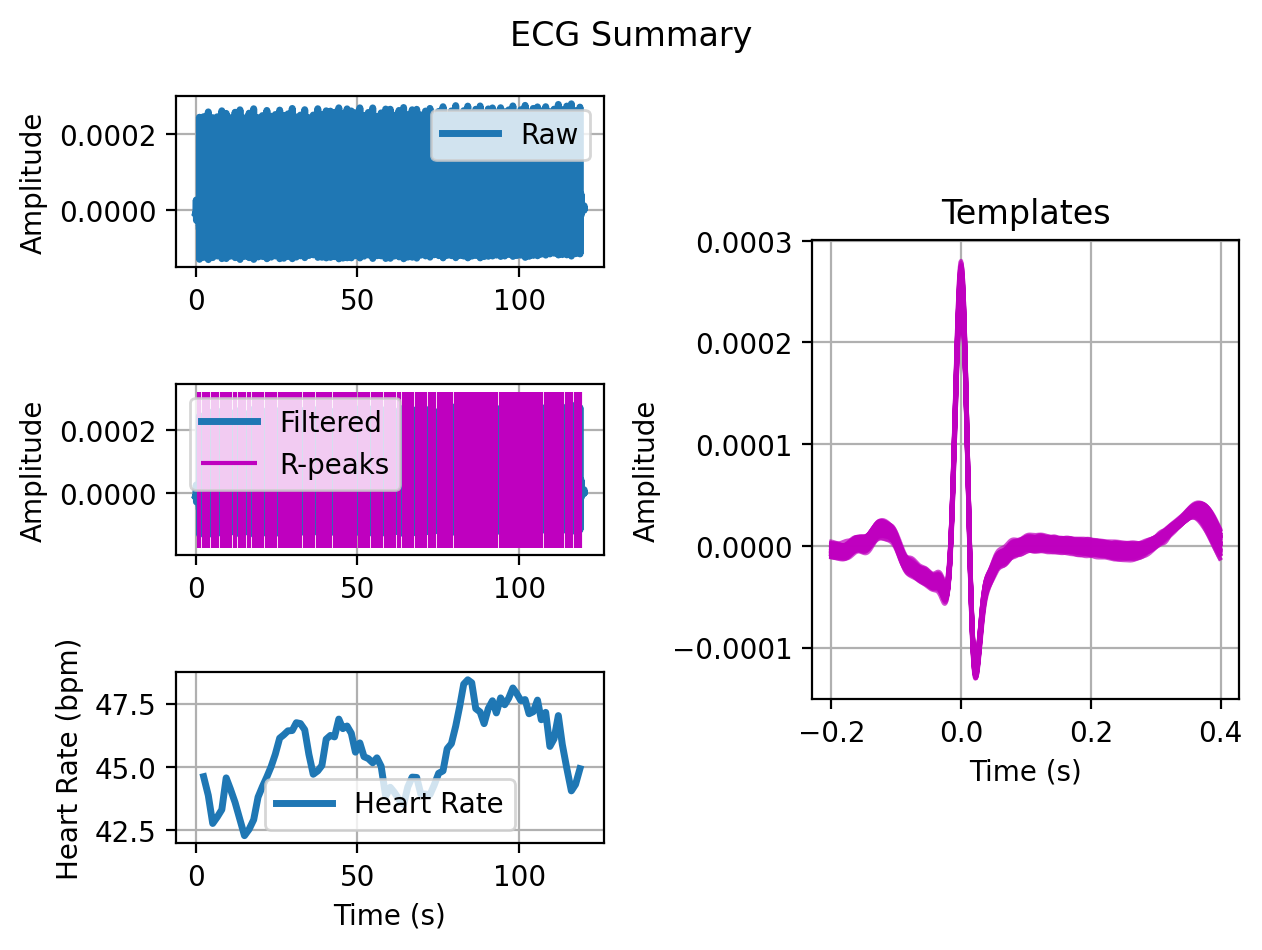 ECG Summary
Amplitude
0.0002
0.0000
Raw
0
50
100
Amplitude
0.0002
0.0000
Filtered
R-peaks
0
50
100
Heart Rate (bpm)
47.5
45.0
42.5
Heart Rate
0
50
100
Time (s)
Templates
Amplitude
0.0003
0.0002
0.0001
0.0000
−0.0001
−0.2
0.0
0.2
0.4
Time (s)